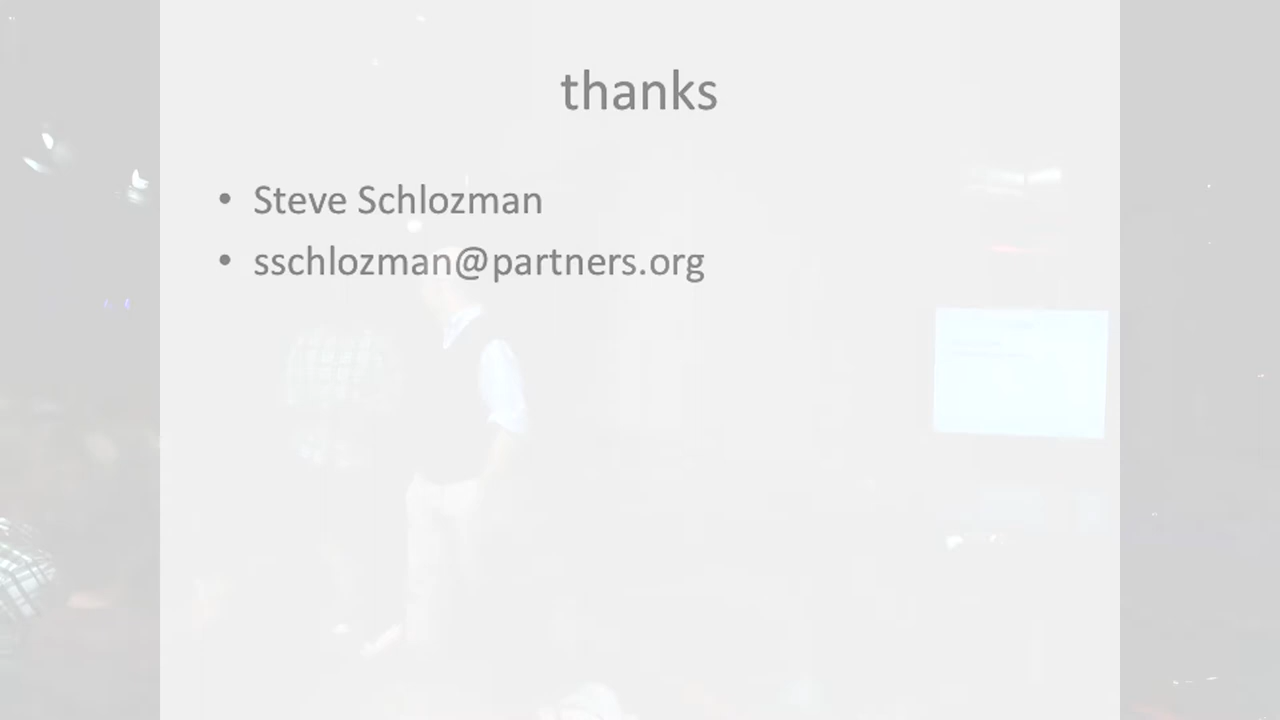 thanks
• Steve Schlozman
• sschlozman@partners.org